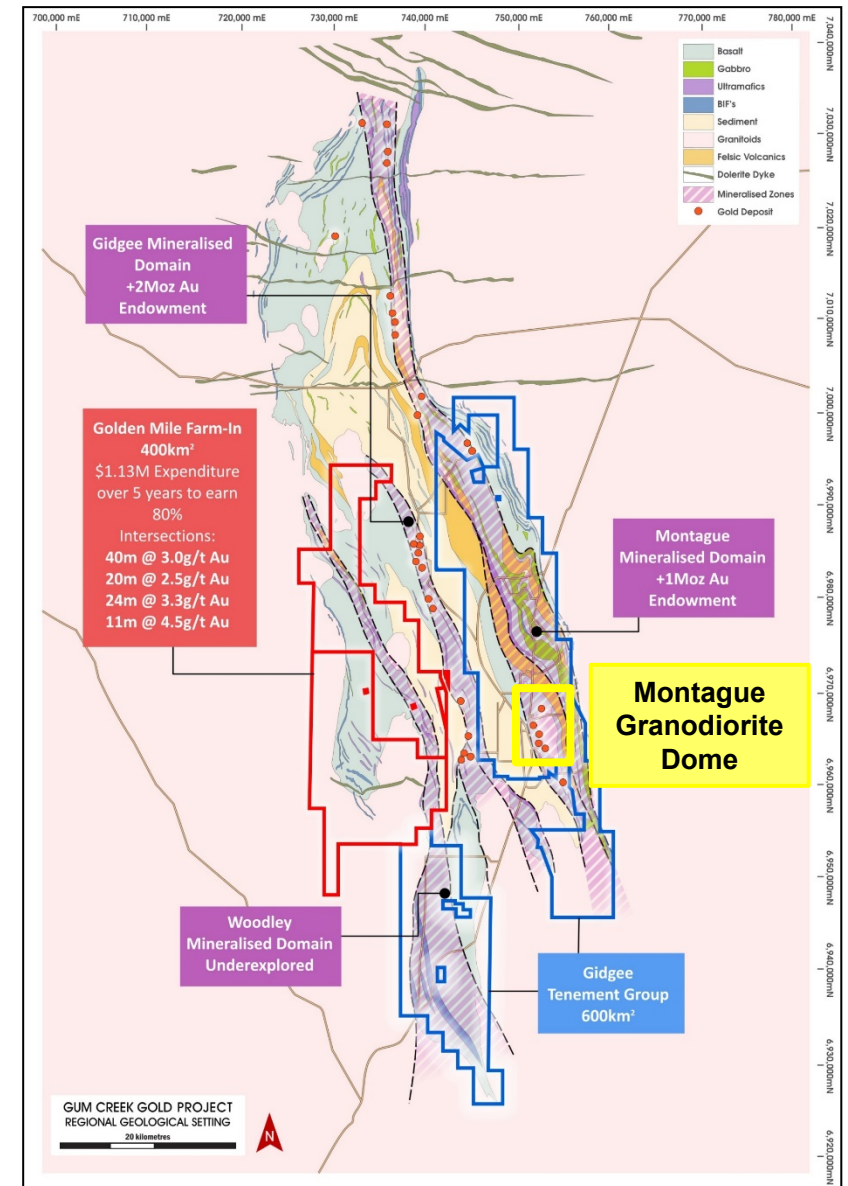 700,000 mE
710,000 mE
720,000 mE
730,000 mE
740,000 mE
750,000 mE
760,000 mE
770,000 mE
780,000 mE
7,040,000mN
7,030,000mN
7,020,000mN
7,010,000mN
7,000,000mN
6,990,000mN
6,980,000mN
6,970,000mN
6,960,000mN
6,950,000mN
6,940,000mN
6,930,000mN
6,920,000mN
Basalt
Gabbro
Ultramafics
BIF's
Sediment
Granitoids
Felsic Volcanics
Dolerite Dyke
Mineralised Zones
Gold Deposit
Gidgee Mineralised
Domain
+2Moz Au
Endowment
Golden Mile Farm-In
400km²
$1.13M Expenditure
over 5 years to earn
80%
Intersections:
40m @ 3.0g/t Au
20m @ 2.5g/t Au
24m @ 3.3g/t Au
11m @ 4.5g/t Au
Montague
Mineralised Domain
+1Moz Au
Endowment
Montague
Granodiorite
Dome
Woodley
Mineralised Domain
Underexplored
Gidgee
Tenement Group
600km²
GUM CREEK GOLD PROJECT
REGIONAL GEOLOGICAL SETTING
20 kilometres
N